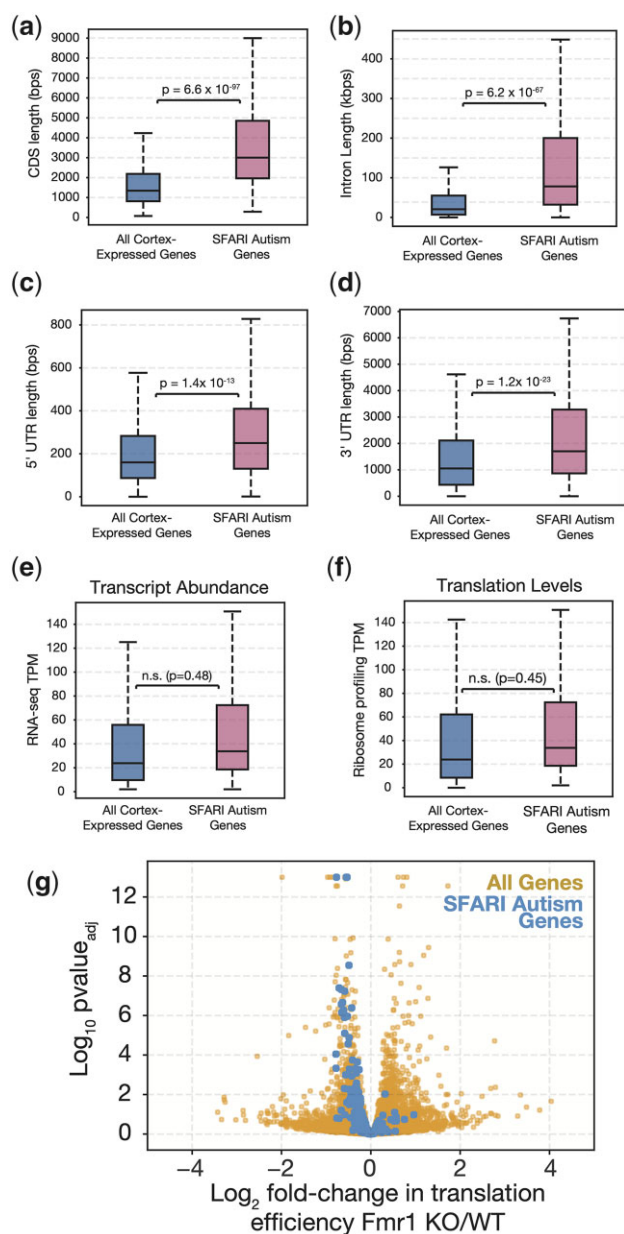 (a)
CDS length (bps)
9000
8000
7000
6000
5000
4000
3000
2000
1000
0
p = 6.6 x 10⁻⁹⁷
All Cortex-
Expressed Genes
SFARI Autism
Genes
(b)
Intron Length (kbps)
400
300
200
100
0
p = 6.2 x 10⁻⁶⁷
All Cortex-
Expressed Genes
SFARI Autism
Genes
(c)
5' UTR length (bps)
800
600
400
200
0
p = 1.4x 10⁻¹³
All Cortex-
Expressed Genes
SFARI Autism
Genes
(d)
3' UTR length (bps)
7000
6000
5000
4000
3000
2000
1000
0
p = 1.2x 10⁻²³
All Cortex-
Expressed Genes
SFARI Autism
Genes
(e)
Transcript Abundance
RNA-seq TPM
140
120
100
80
60
40
20
0
n.s. (p=0.48)
All Cortex-
Expressed Genes
SFARI Autism
Genes
(f)
Translation Levels
Ribosome profiling TPM
140
120
100
80
60
40
20
0
n.s. (p=0.45)
All Cortex-
Expressed Genes
SFARI Autism
Genes
(g)
Log₁₀ pvalue_adj
12
10
8
6
4
2
0
All Genes
SFARI Autism
Genes
−4
−2
0
2
4
Log₂ fold-change in translation
efficiency Fmr1 KO/WT